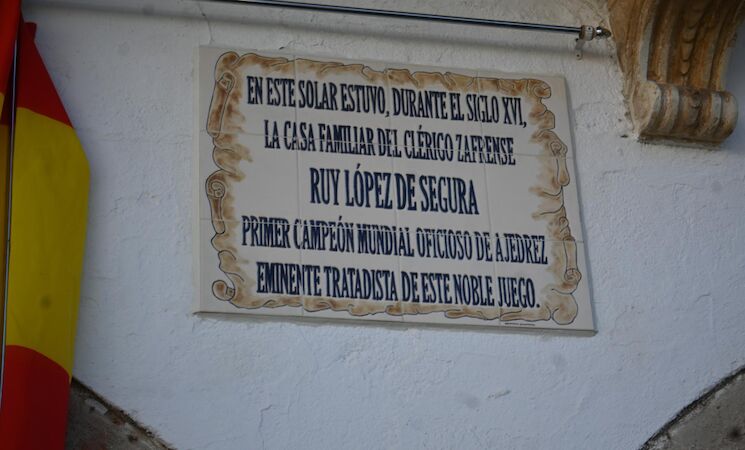 EN ESTE SOLAR ESTUVO, DURANTE EL SIGLO XVI,
LA CASA FAMILIAR DEL CLÉRIGO ZAFRENSE
RUY LÓPEZ DE SEGURA
PRIMER CAMPEÓN MUNDIAL OFICIOSO DE AJEDREZ
EMINENTE TRATADISTA DE ESTE NOBLE JUEGO.